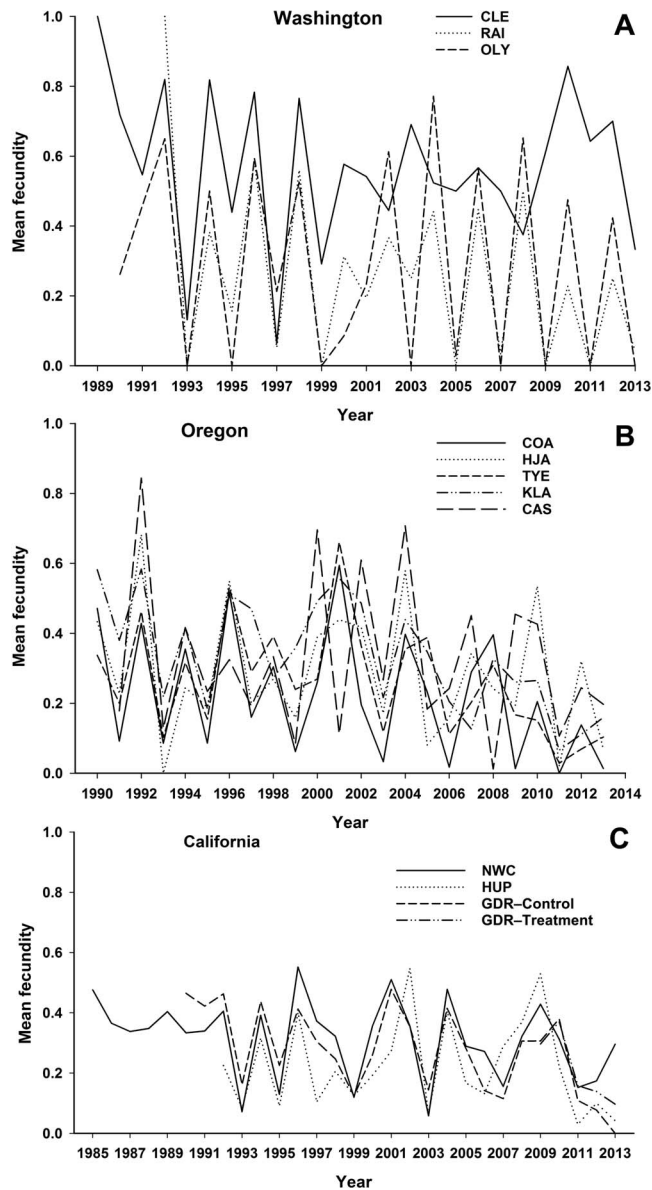 Washington
A
CLE
RAI
OLY
Mean fecundity
1.0
0.8
0.6
0.4
0.2
0.0
1989 1991 1993 1995 1997 1999 2001 2003 2005 2007 2009 2011 2013
Year
Oregon
B
COA
HJA
TYE
KLA
CAS
Mean fecundity
1.0
0.8
0.6
0.4
0.2
0.0
1990 1992 1994 1996 1998 2000 2002 2004 2006 2008 2010 2012 2014
Year
California
C
NWC
HUP
GDR–Control
GDR–Treatment
Mean fecundity
1.0
0.8
0.6
0.4
0.2
0.0
1985 1987 1989 1991 1993 1995 1997 1999 2001 2003 2005 2007 2009 2011 2013
Year